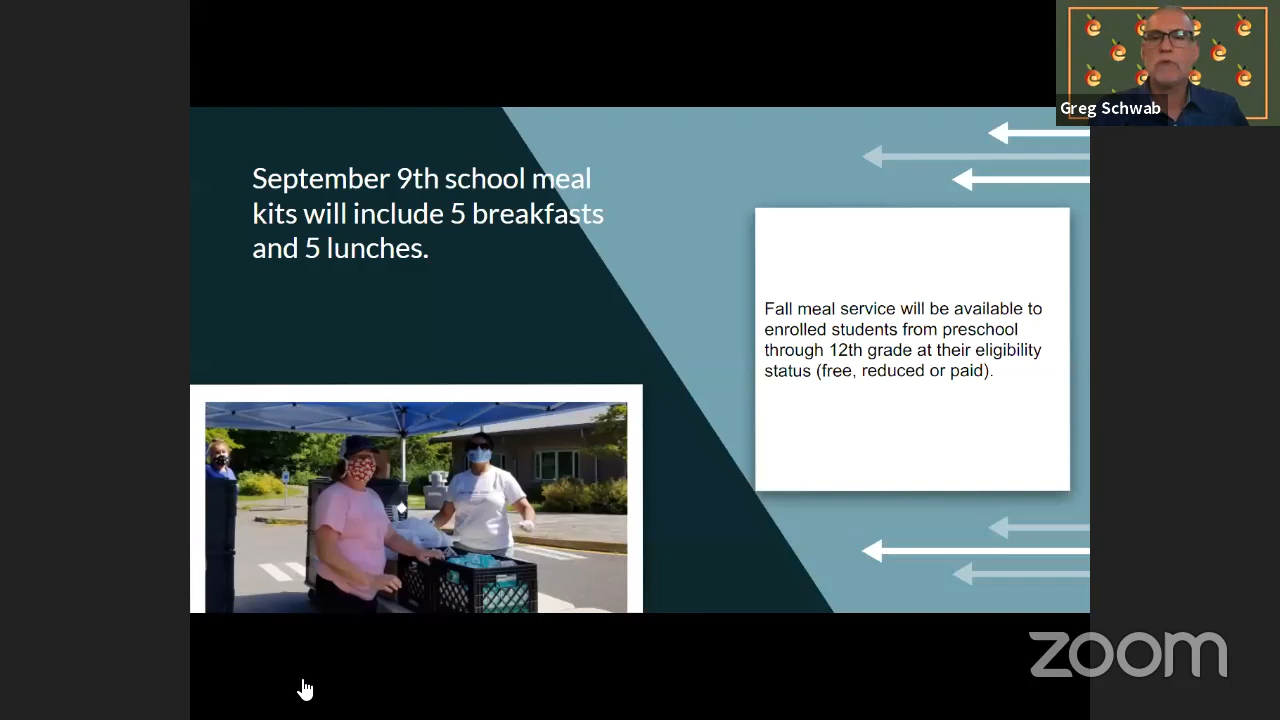 Greg Schwab
September 9th school meal
kits will include 5 breakfasts
and 5 lunches.
Fall meal service will be available to
enrolled students from preschool
through 12th grade at their eligibility
status (free, reduced or paid).
zoom